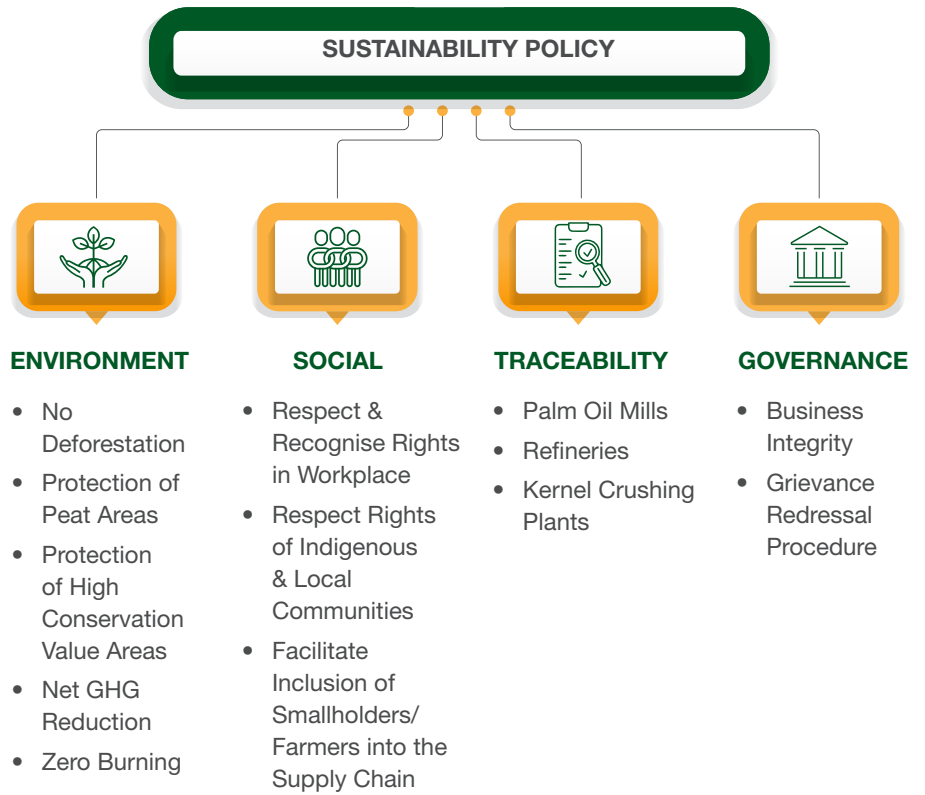 SUSTAINABILITY POLICY
ENVIRONMENT
• No
Deforestation
• Protection of
Peat Areas
• Protection
of High
Conservation
Value Areas
• Net GHG
Reduction
• Zero Burning
SOCIAL
• Respect &
Recognise Rights
in Workplace
• Respect Rights
of Indigenous
& Local
Communities
• Facilitate
Inclusion of
Smallholders/
Farmers into the
Supply Chain
TRACEABILITY
• Palm Oil Mills
• Refineries
• Kernel Crushing
Plants
GOVERNANCE
• Business
Integrity
• Grievance
Redressal
Procedure